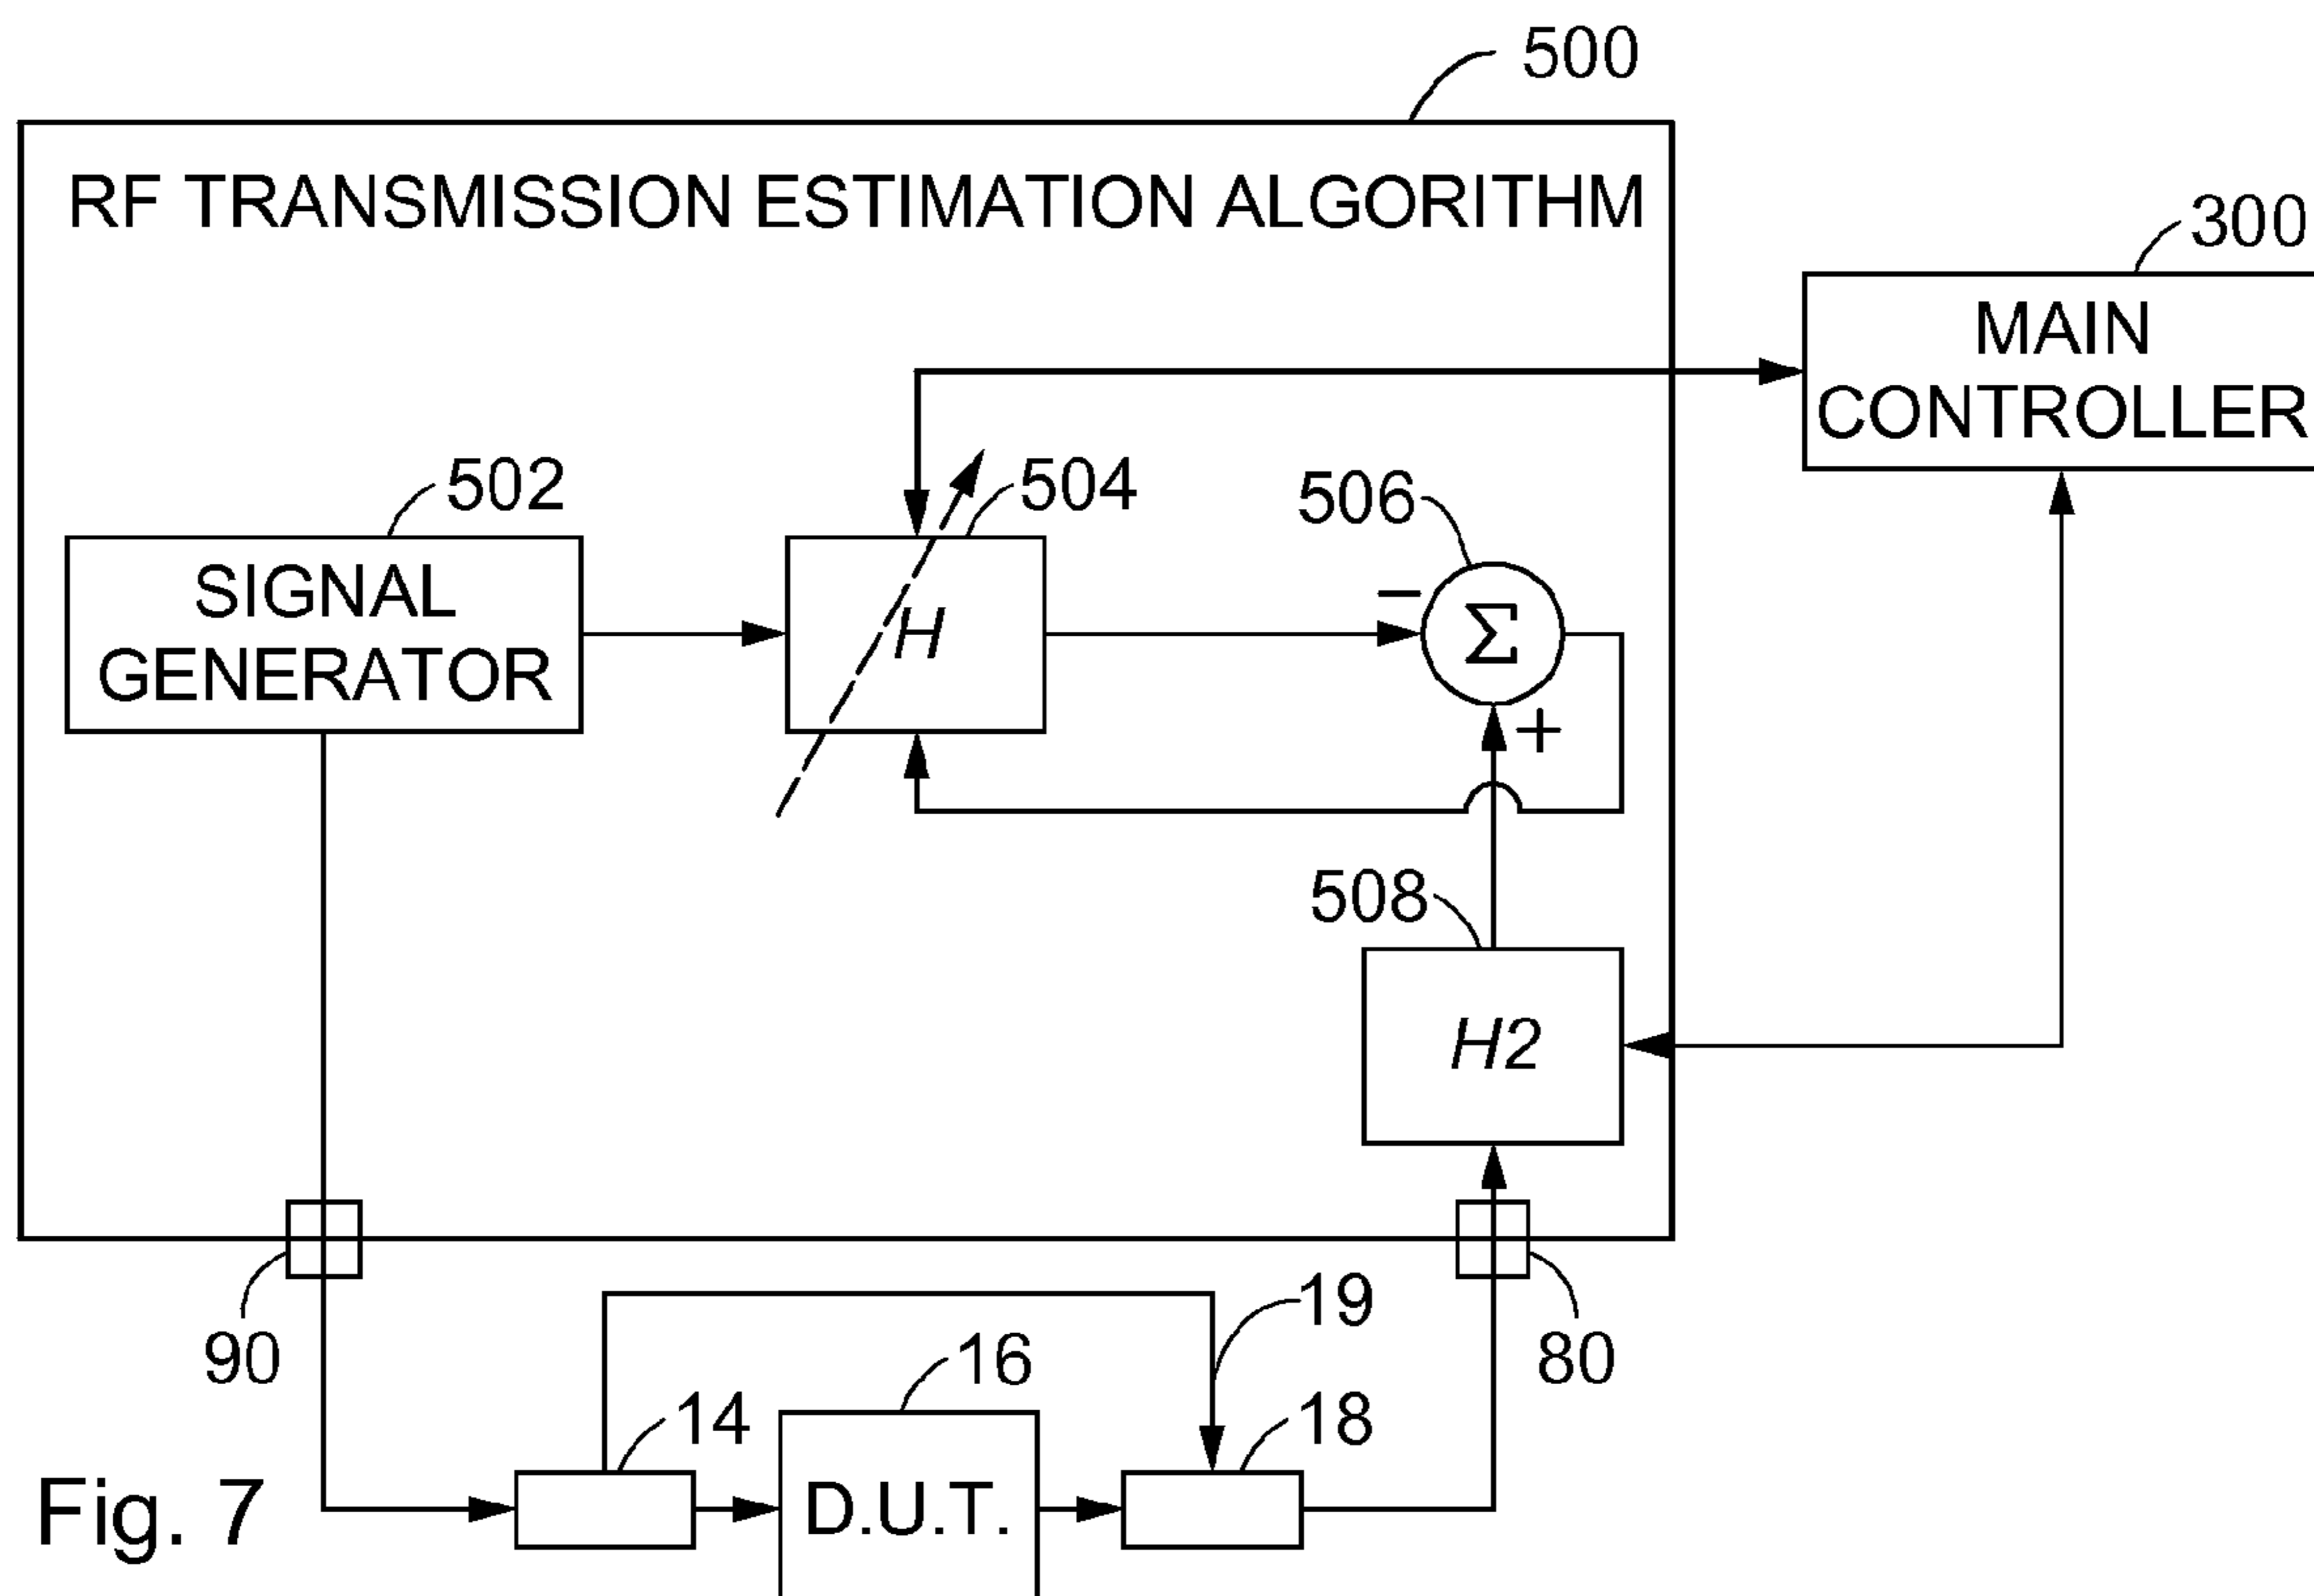 500
RF TRANSMISSION ESTIMATION ALGORITHM
300
MAIN
CONTROLLER
502
504
506
SIGNAL
GENERATOR
H
−
Σ
+
508
H2
90
19
80
16
14
18
D.U.T.
Fig. 7